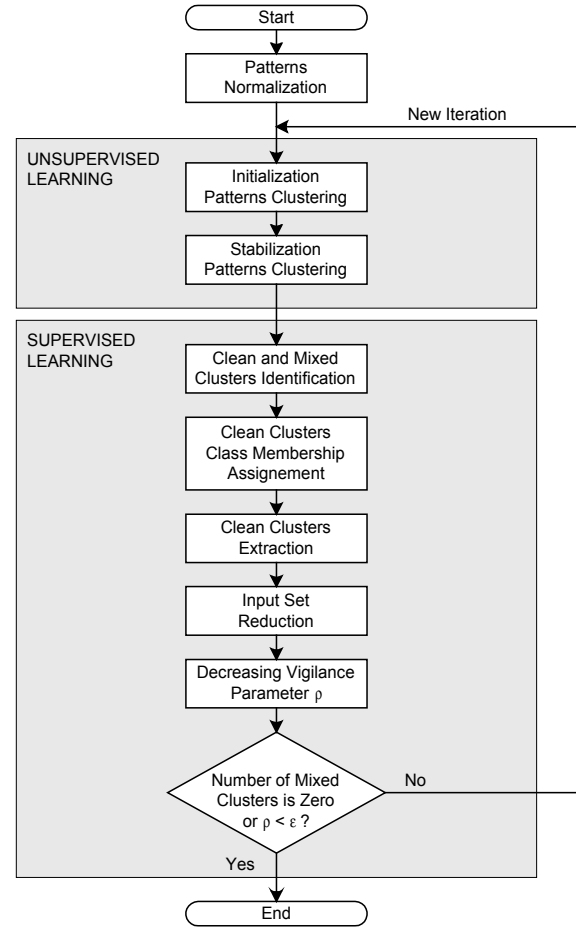 Start
Patterns
Normalization
New Iteration
UNSUPERVISED
LEARNING
Initialization
Patterns Clustering
Stabilization
Patterns Clustering
SUPERVISED
LEARNING
Clean and Mixed
Clusters Identification
Clean Clusters
Class Membership
Assignement
Clean Clusters
Extraction
Input Set
Reduction
Decreasing Vigilance
Parameter ρ
Number of Mixed
Clusters is Zero
or ρ < ε ?
No
Yes
End